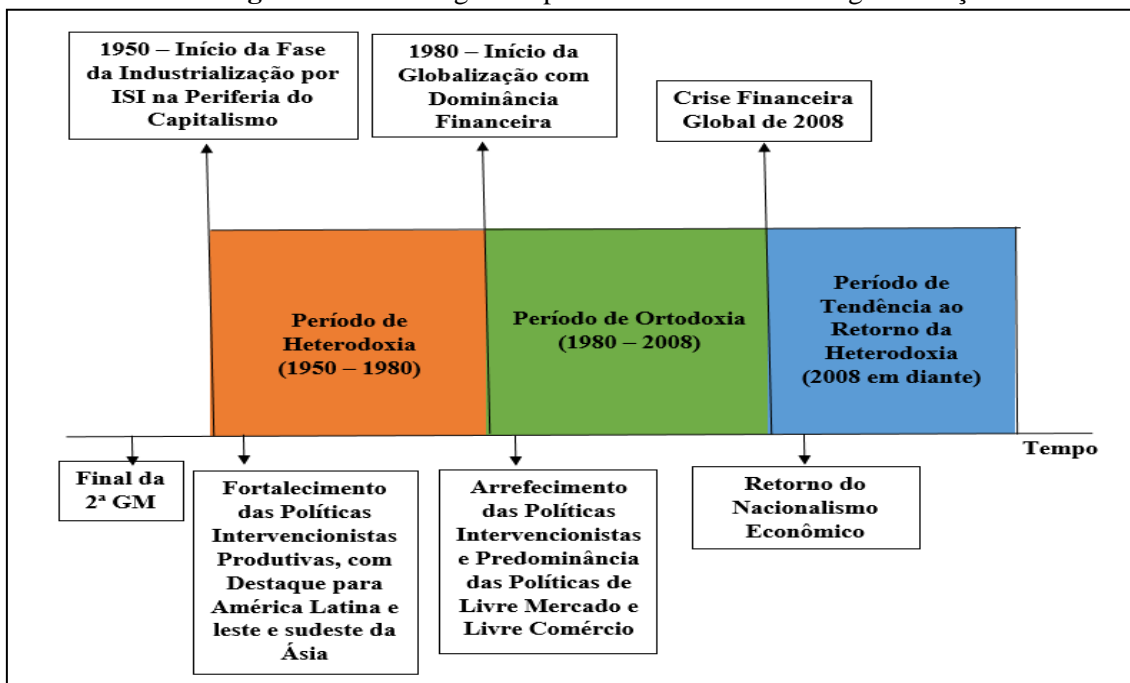 1950 – Início da Fase
da Industrialização por
ISI na Periferia do
Capitalismo
1980 – Início da
Globalização com
Dominância
Financeira
Crise Financeira
Global de 2008
Período de
Heterodoxia
(1950 – 1980)
Período de Ortodoxia
(1980 – 2008)
Período de
Tendência ao
Retorno da
Heterodoxia
(2008 em diante)
Tempo
Final da
2ª GM
Fortalecimento
das Políticas
Intervencionistas
Produtivas, com
Destaque para
América Latina e
leste e sudeste da
Ásia
Arrefecimento
das Políticas
Intervencionistas
e Predominância
das Políticas de
Livre Mercado e
Livre Comércio
Retorno do
Nacionalismo
Econômico